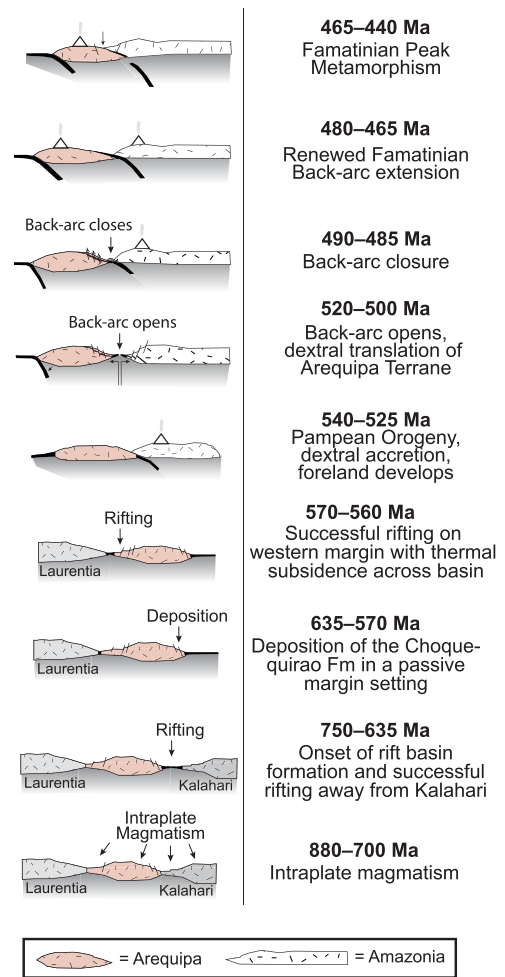 465–440 Ma
Famatinian Peak
Metamorphism
480–465 Ma
Renewed Famatinian
Back-arc extension
Back-arc closes
490–485 Ma
Back-arc closure
Back-arc opens
520–500 Ma
Back-arc opens,
dextral translation of
Arequipa Terrane
540–525 Ma
Pampean Orogeny,
dextral accretion,
foreland develops
Rifting
Laurentia
570–560 Ma
Successful rifting on
western margin with thermal
subsidence across basin
Deposition
Laurentia
635–570 Ma
Deposition of the Choque-
quirao Fm in a passive
margin setting
Rifting
Laurentia
Kalahari
750–635 Ma
Onset of rift basin
formation and successful
rifting away from Kalahari
Intraplate
Magmatism
Laurentia
Kalahari
880–700 Ma
Intraplate magmatism
= Arequipa
= Amazonia